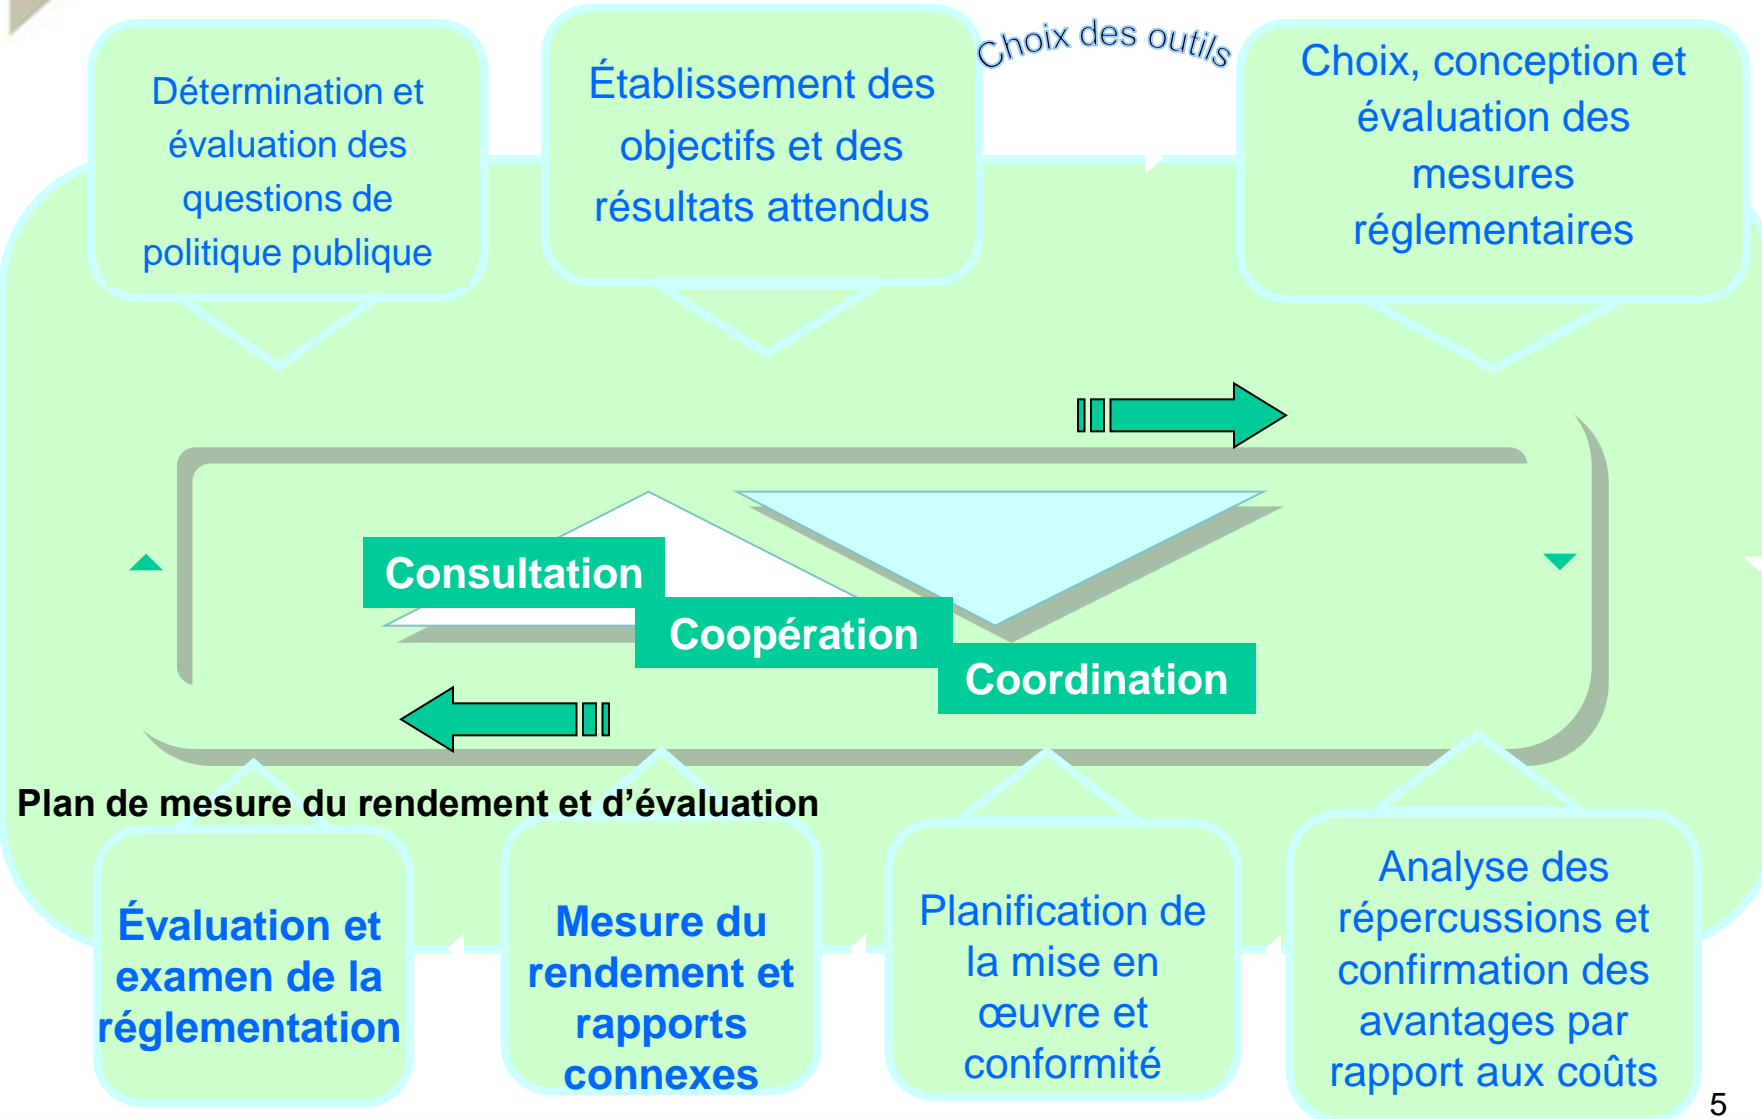 Détermination et
évaluation des
questions de
politique publique
Établissement des
objectifs et des
résultats attendus
Choix des outils
Choix, conception et
évaluation des
mesures
réglementaires
Consultation
Coopération
Coordination
Plan de mesure du rendement et d’évaluation
Évaluation et
examen de la
réglementation
Mesure du
rendement et
rapports
connexes
Planification de
la mise en
œuvre et
conformité
Analyse des
répercussions et
confirmation des
avantages par
rapport aux coûts
5